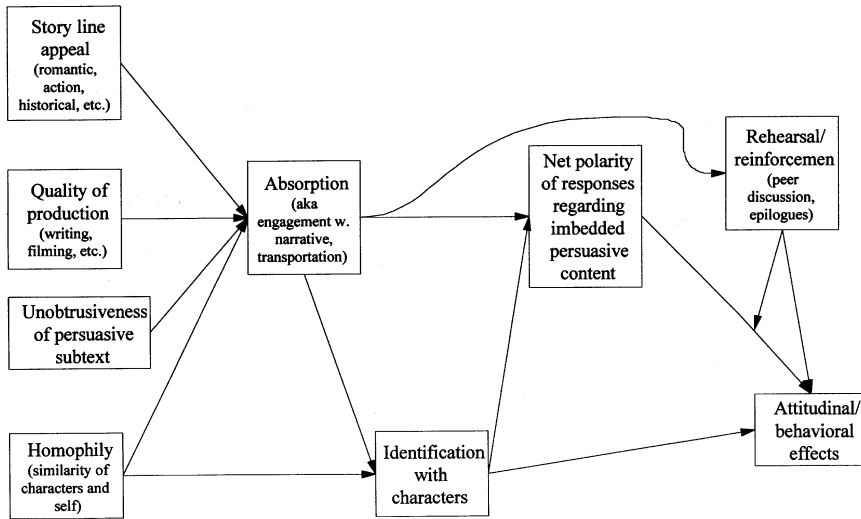 Story line
appeal
(romantic,
action,
historical, etc.)
Quality of
production
(writing,
filming, etc.)
Unobtrusiveness
of persuasive
subtext
Homophily
(similarity of
characters and
self)
Absorption
(aka
engagement w.
narrative,
transportation)
Identification
with
characters
Net polarity
of responses
regarding
imbedded
persuasive
content
Rehearsal/
reinforcemen
(peer
discussion,
epilogues)
Attitudinal/
behavioral
effects